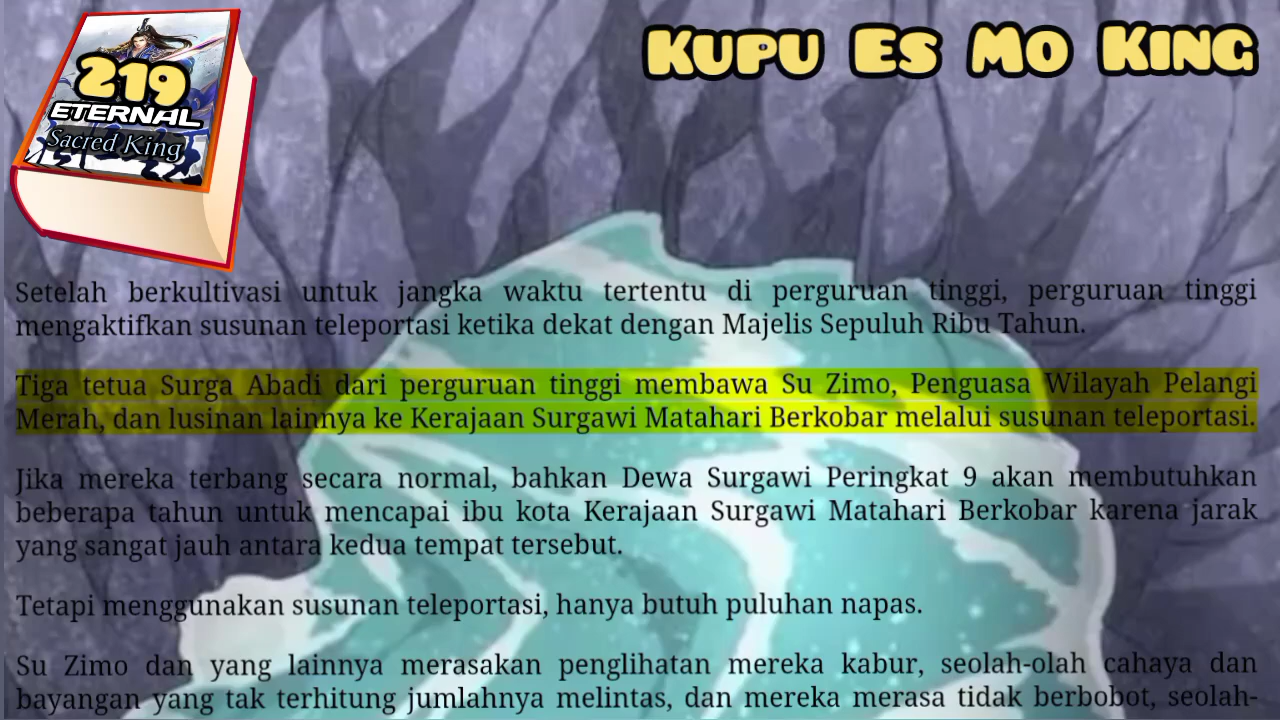 219
ETERNAL
Sacred King
KUPU ES MO KING
Setelah berkultivasi untuk jangka waktu tertentu di perguruan tinggi, perguruan tinggi
mengaktifkan susunan teleportasi ketika dekat dengan Majelis Sepuluh Ribu Tahun.
Tiga tetua Surga Abadi dari perguruan tinggi membawa Su Zimo, Penguasa Wilayah Pelangi
Merah, dan lusinan lainnya ke Kerajaan Surgawi Matahari Berkobar melalui susunan teleportasi.
Jika mereka terbang secara normal, bahkan Dewa Surgawi Peringkat 9 akan membutuhkan
beberapa tahun untuk mencapai ibu kota Kerajaan Surgawi Matahari Berkobar karena jarak
yang sangat jauh antara kedua tempat tersebut.
Tetapi menggunakan susunan teleportasi, hanya butuh puluhan napas.
Su Zimo dan yang lainnya merasakan penglihatan mereka kabur, seolah-olah cahaya dan
bayangan yang tak terhitung jumlahnya melintas, dan mereka merasa tidak berbobot, seolah-